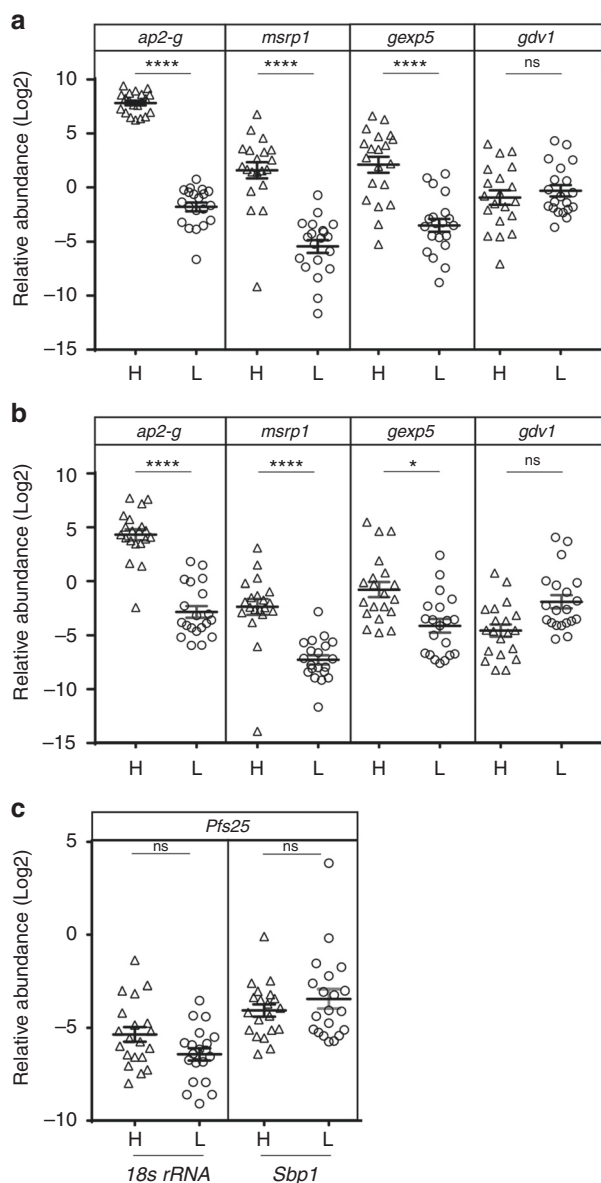 a
ap2-g msrp1 gexp5 gdv1
**** **** **** ns
Relative abundance (Log2)
10
5
0
−5
−10
−15
H L H L H L H L
b
ap2-g msrp1 gexp5 gdv1
**** **** * ns
Relative abundance (Log2)
10
5
0
−5
−10
−15
H L H L H L H L
c
Pfs25
ns ns
Relative abundance (Log2)
5
0
−5
−10
H L H L
18s rRNA Sbp1